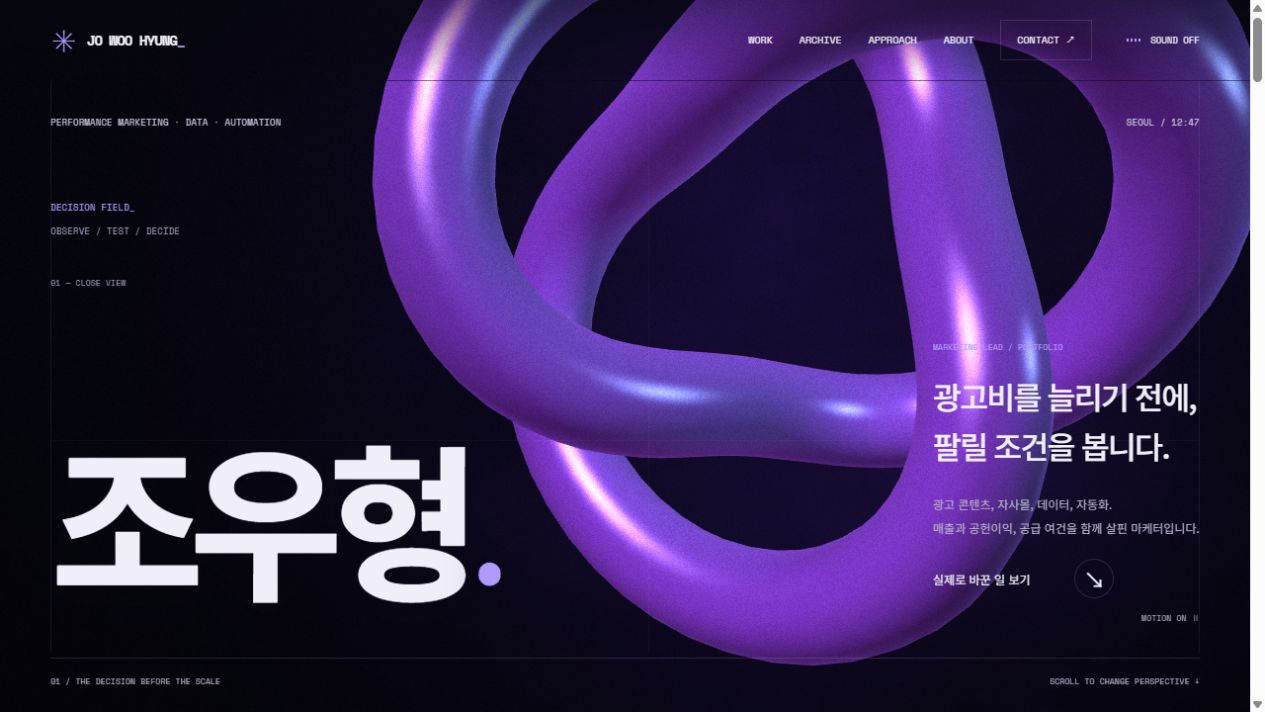 JO WOO HYUNG_
WORK ARCHIVE APPROACH ABOUT CONTACT ↗ SOUND OFF
PERFORMANCE MARKETING · DATA · AUTOMATION
SEOUL / 12:47
DECISION FIELD_
OBSERVE / TEST / DECIDE
01 — CLOSE VIEW
MARKETING LEAD / PORTFOLIO
광고비를 늘리기 전에,
팔릴 조건을 봅니다.
조우형.
광고 콘텐츠, 자사몰, 데이터, 자동화.
매출과 공헌이익, 공급 여건을 함께 살핀 마케터입니다.
실제로 바꾼 일 보기 ↘
MOTION ON II
01 / THE DECISION BEFORE THE SCALE
SCROLL TO CHANGE PERSPECTIVE ↓